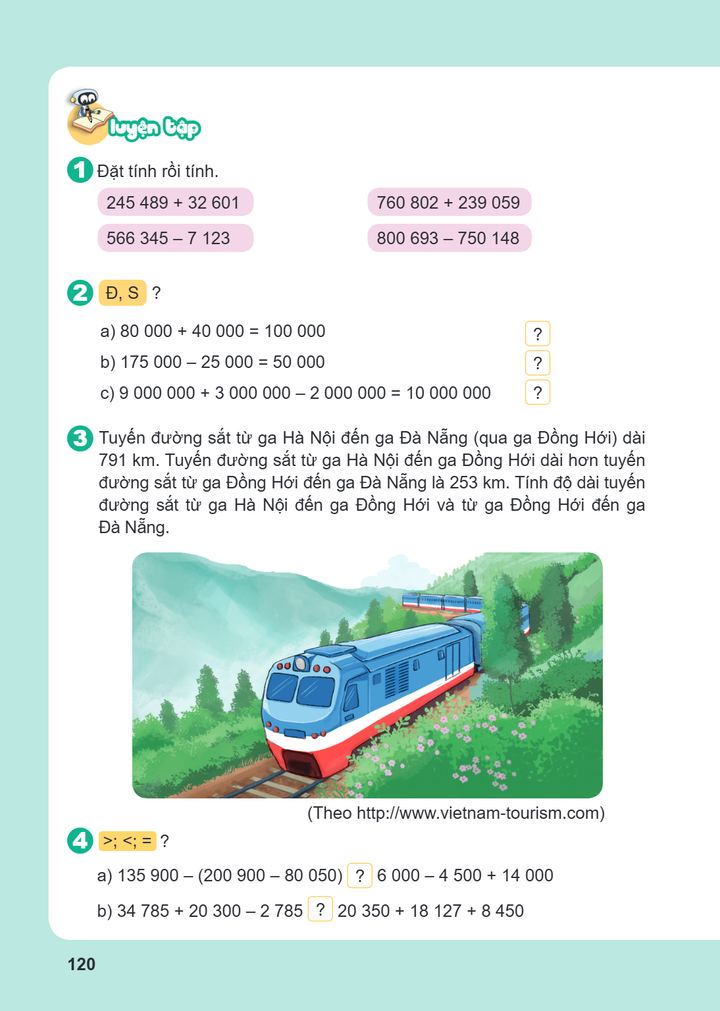 Luyện tập
1 Đặt tính rồi tính.
245 489 + 32 601 760 802 + 239 059
566 345 – 7 123 800 693 – 750 148
2 Đ, S ?
a) 80 000 + 40 000 = 100 000 ?
b) 175 000 – 25 000 = 50 000 ?
c) 9 000 000 + 3 000 000 – 2 000 000 = 10 000 000 ?
3 Tuyến đường sắt từ ga Hà Nội đến ga Đà Nẵng (qua ga Đồng Hới) dài
791 km. Tuyến đường sắt từ ga Hà Nội đến ga Đồng Hới dài hơn tuyến
đường sắt từ ga Đồng Hới đến ga Đà Nẵng là 253 km. Tính độ dài tuyến
đường sắt từ ga Hà Nội đến ga Đồng Hới và từ ga Đồng Hới đến ga
Đà Nẵng.
(Theo http://www.vietnam-tourism.com)
4 >; <; = ?
a) 135 900 – (200 900 – 80 050) ? 6 000 – 4 500 + 14 000
b) 34 785 + 20 300 – 2 785 ? 20 350 + 18 127 + 8 450
120